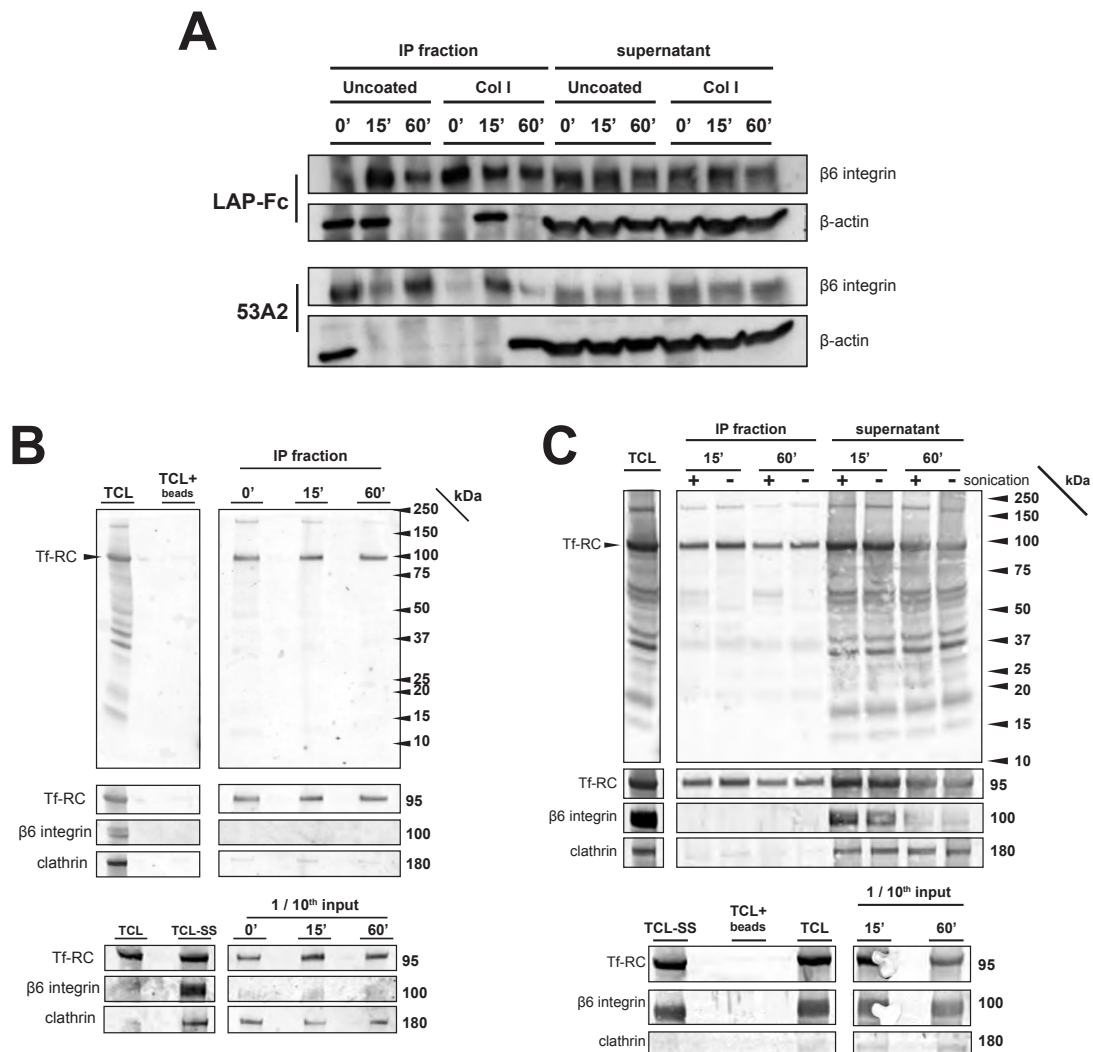 A
IP fraction supernatant
Uncoated Col I Uncoated Col I
0' 15' 60' 0' 15' 60' 0' 15' 60' 0' 15' 60'
LAP-Fc
β6 integrin
β-actin
53A2
β6 integrin
β-actin
B
IP fraction
TCL TCL+ beads 0' 15' 60' kDa
250
150
Tf-RC 100
75
50
37
25
20
15
10
Tf-RC 95
β6 integrin 100
clathrin 180
1 / 10th input
TCL TCL-SS 0' 15' 60'
Tf-RC 95
β6 integrin 100
clathrin 180
C
IP fraction supernatant
TCL 15' 60' 15' 60'
+ - + - + - + - sonication kDa
250
150
Tf-RC 100
75
50
37
25
20
15
10
Tf-RC 95
β6 integrin 100
clathrin 180
1 / 10th input
TCL-SS TCL+ beads TCL 15' 60'
Tf-RC 95
β6 integrin 100
clathrin 180